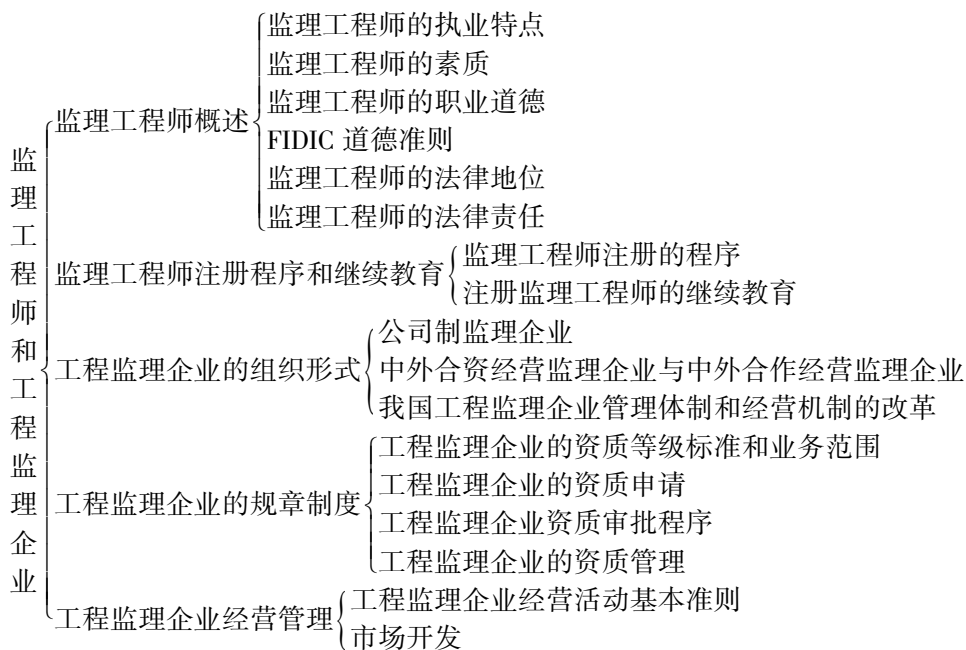 监理工程师和工程监理企业
监理工程师概述
监理工程师的执业特点
监理工程师的素质
监理工程师的职业道德
FIDIC 道德准则
监理工程师的法律地位
监理工程师的法律责任
监理工程师注册程序和继续教育
监理工程师注册的程序
注册监理工程师的继续教育
工程监理企业的组织形式
公司制监理企业
中外合资经营监理企业与中外合作经营监理企业
我国工程监理企业管理体制和经营机制的改革
工程监理企业的规章制度
工程监理企业的资质等级标准和业务范围
工程监理企业的资质申请
工程监理企业资质审批程序
工程监理企业的资质管理
工程监理企业经营管理
工程监理企业经营活动基本准则
市场开发